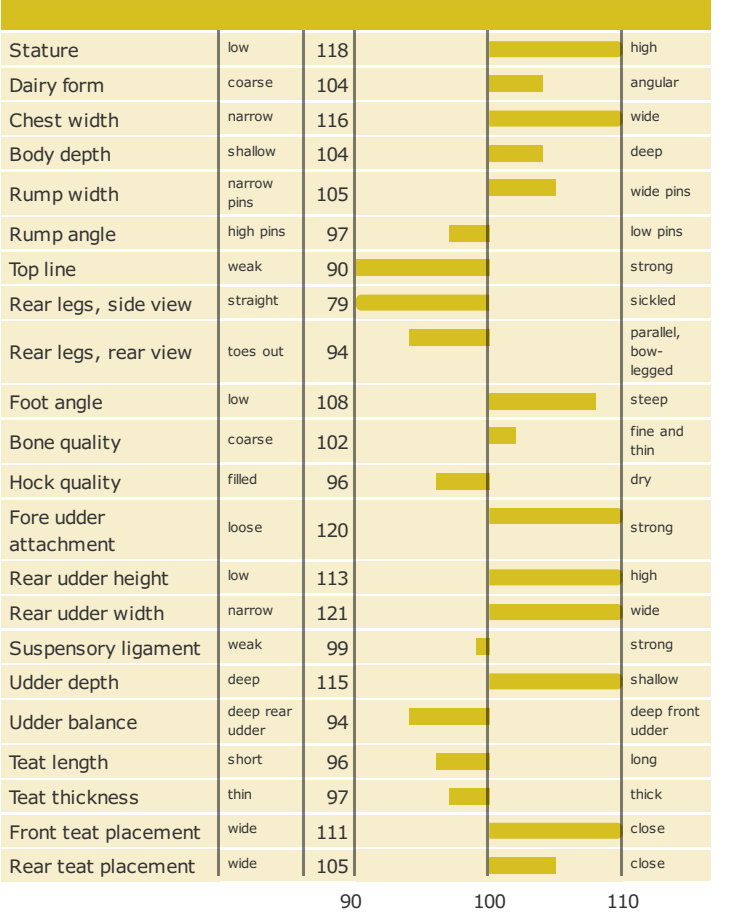 Stature low 118 high
Dairy form coarse 104 angular
Chest width narrow 116 wide
Body depth shallow 104 deep
Rump width narrow pins 105 wide pins
Rump angle high pins 97 low pins
Top line weak 90 strong
Rear legs, side view straight 79 sickled
Rear legs, rear view toes out 94 parallel, bow-legged
Foot angle low 108 steep
Bone quality coarse 102 fine and thin
Hock quality filled 96 dry
Fore udder attachment loose 120 strong
Rear udder height low 113 high
Rear udder width narrow 121 wide
Suspensory ligament weak 99 strong
Udder depth deep 115 shallow
Udder balance deep rear udder 94 deep front udder
Teat length short 96 long
Teat thickness thin 97 thick
Front teat placement wide 111 close
Rear teat placement wide 105 close
90 100 110